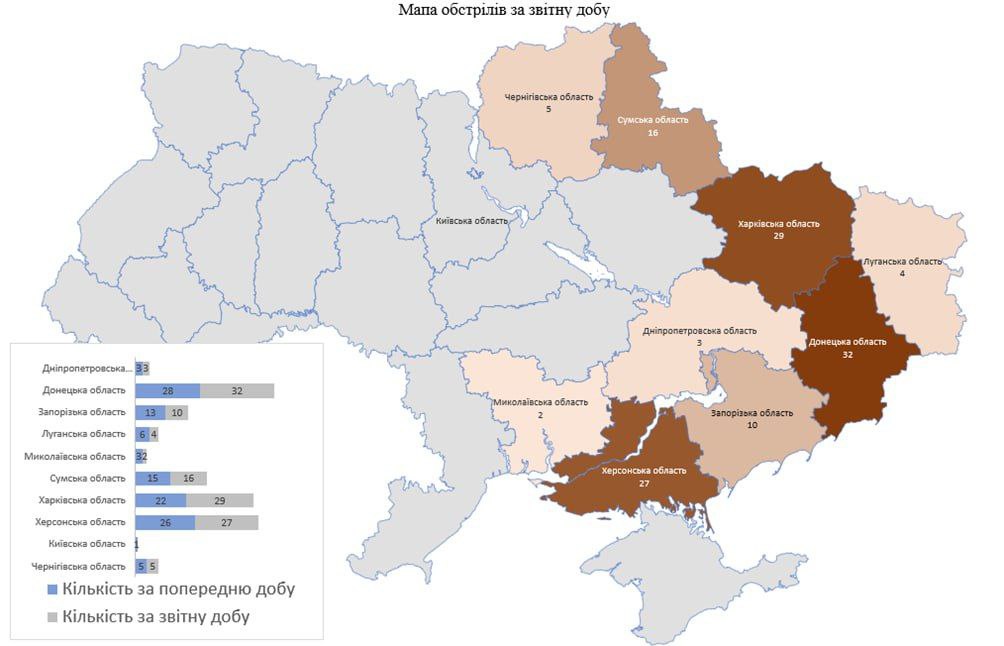 Мапа обстрілів за звітну добу
Чернігівська область
5
Сумська область
16
Київська область
Харківська область
29
Луганська область
4
Дніпропетровська область
3
Донецька область
32
Миколаївська область
2
Запорізька область
10
Херсонська область
27
Дніпропетровська... 3 3
Донецька область 28 32
Запорізька область 13 10
Луганська область 6 4
Миколаївська область 3 2
Сумська область 15 16
Харківська область 22 29
Херсонська область 26 27
Київська область 1
Чернігівська область 5 5
Кількість за попередню добу
Кількість за звітну добу